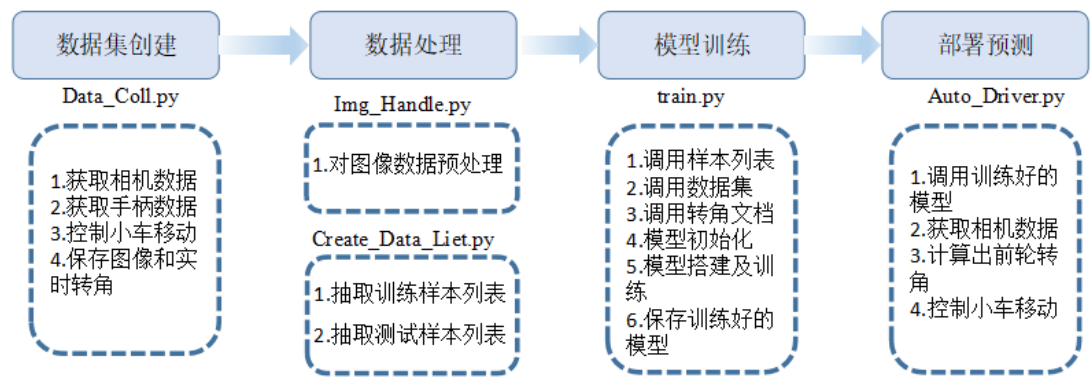 数据集创建
数据处理
模型训练
部署预测
Data_Coll.py
1.获取相机数据
2.获取手柄数据
3.控制小车移动
4.保存图像和实
时转角
Img_Handle.py
1.对图像数据预处理
Create_Data_Liet.py
1.抽取训练样本列表
2.抽取测试样本列表
train.py
1.调用样本列表
2.调用数据集
3.调用转角文档
4.模型初始化
5.模型搭建及训
练
6.保存训练好的
模型
Auto_Driver.py
1.调用训练好的
模型
2.获取相机数据
3.计算出前轮转
角
4.控制小车移动